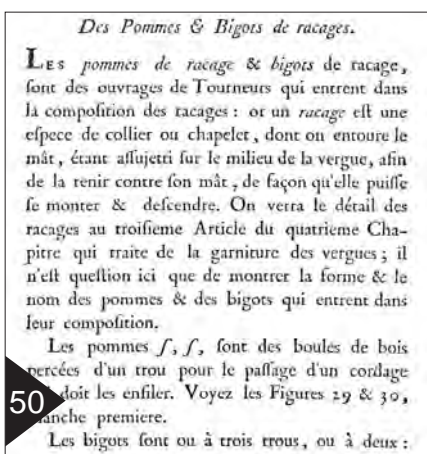 Des Pommes & Bigots de racages.
LES pommes de racage & bigots de racage,
ſont des ouvrages de Tourneurs qui entrent dans
la compoſition des racages : or un racage eſt une
eſpece de collier ou chapelet, dont on entoure le
mât, étant aſſujetti ſur le milieu de la vergue, afin
de la tenir contre ſon mât, de façon qu'elle puiſſe
ſe monter & deſcendre. On verra le détail des
racages au troiſieme Article du quatrieme Cha-
pitre qui traite de la garniture des vergues ; il
n'eſt queſtion ici que de montrer la forme & le
nom des pommes & des bigots qui entrent dans
leur compoſition.
Les pommes ſ, ſ, ſont des boules de bois
percées d'un trou pour le paſſage d'un cordage
doit les enfiler. Voyez les Figures 29 & 30,
50
premiere.
Les bigots ſont ou à trois trous, ou à deux :